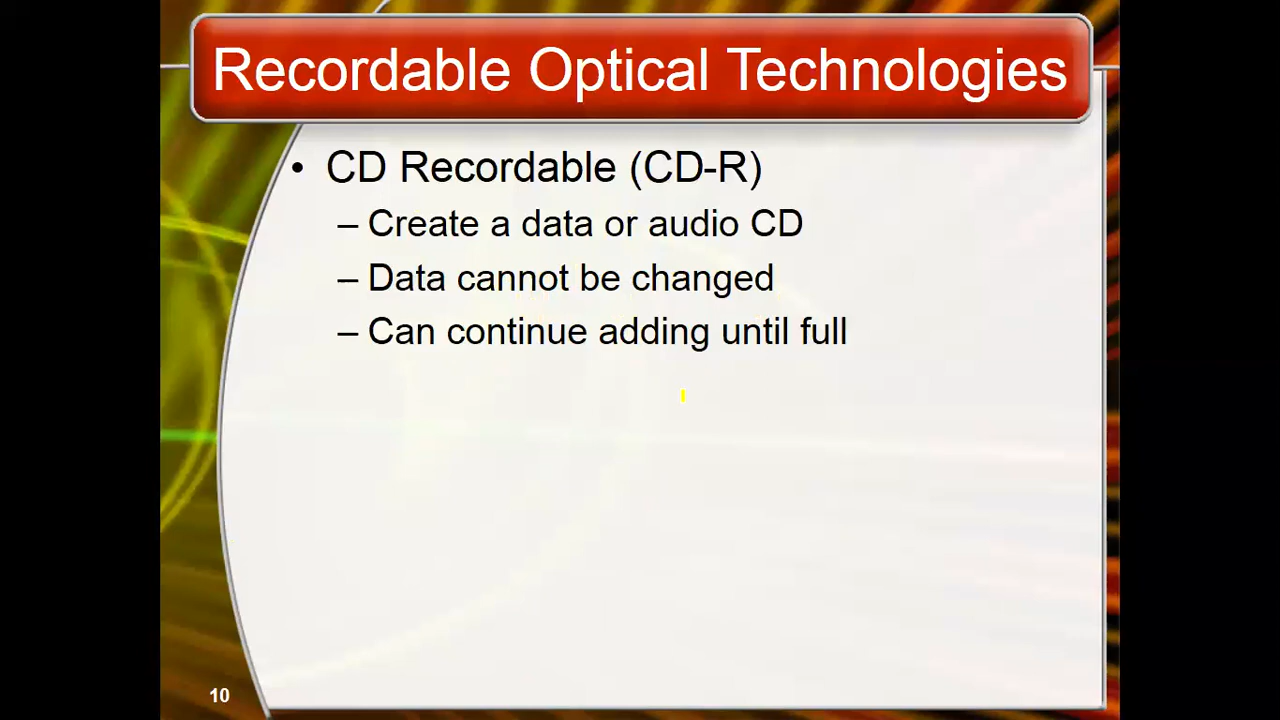 Recordable Optical Technologies
• CD Recordable (CD-R)
– Create a data or audio CD
– Data cannot be changed
– Can continue adding until full
10